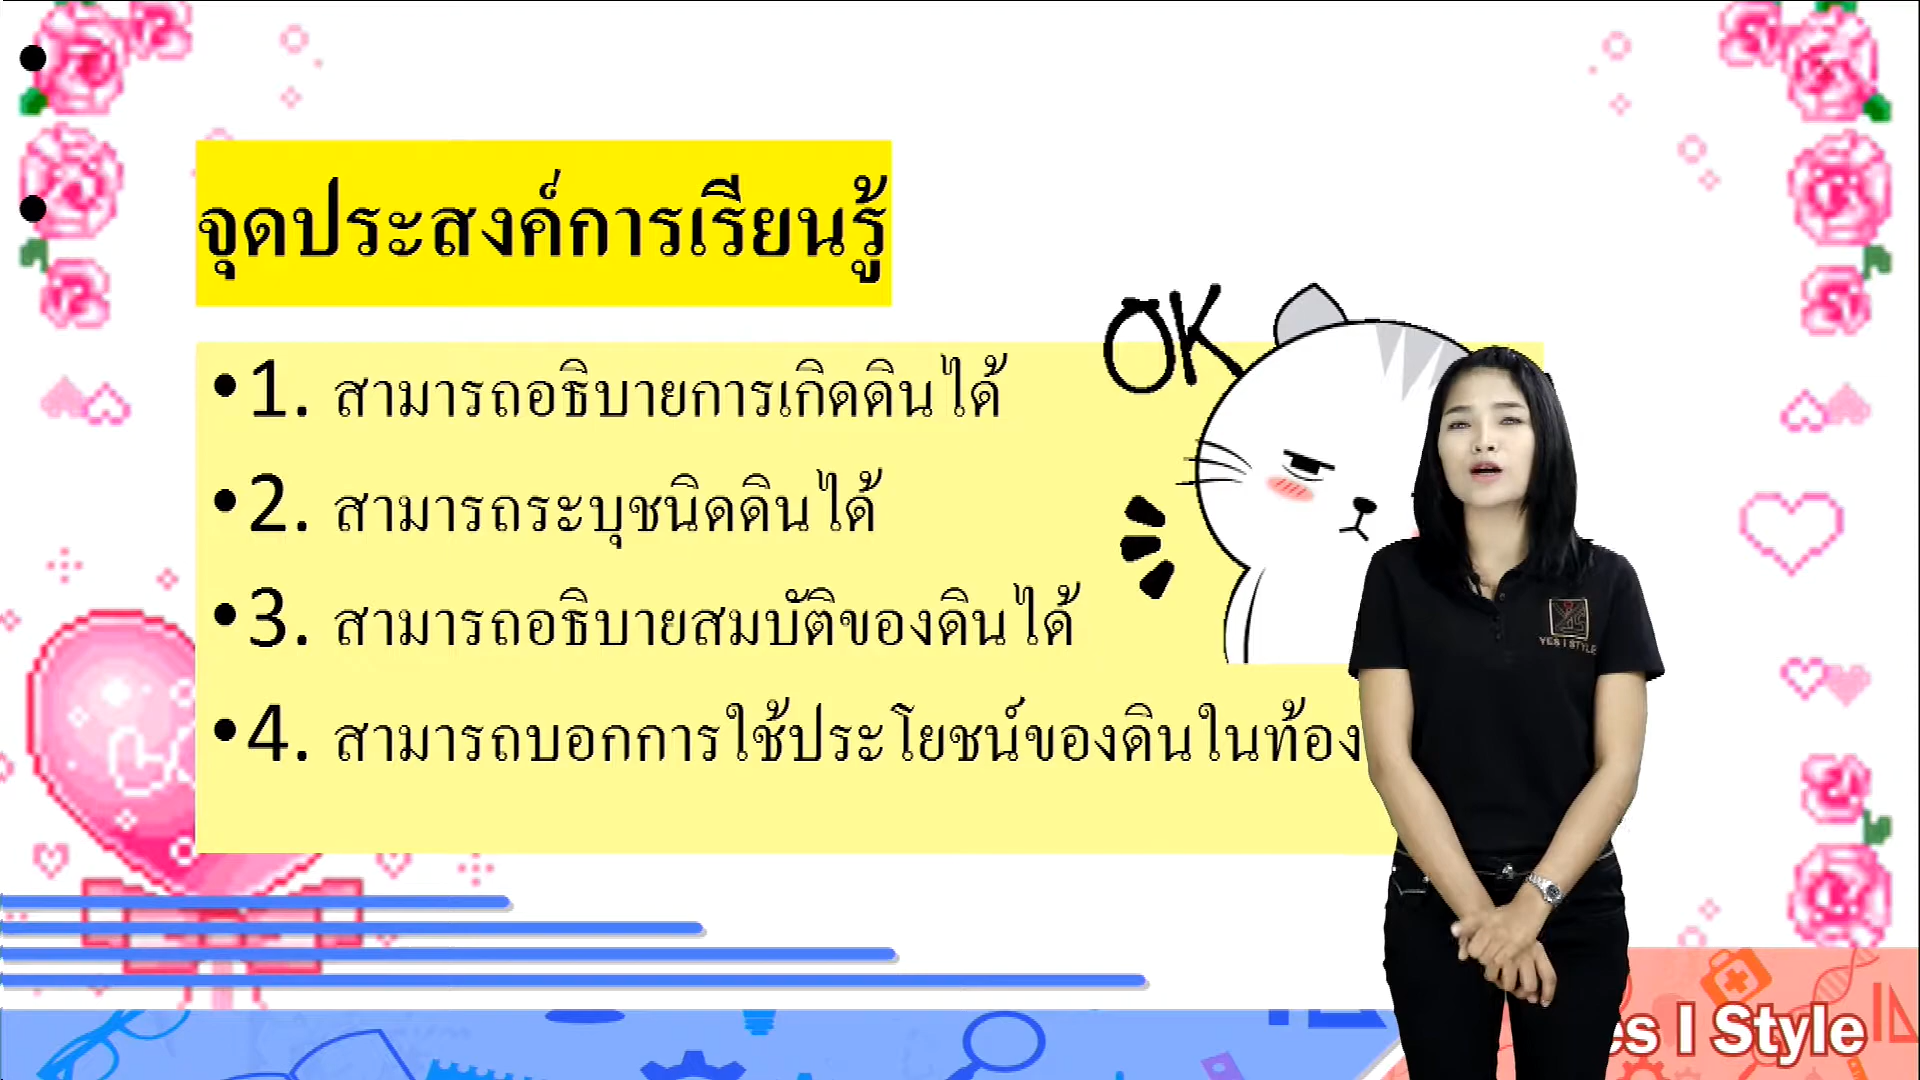 จุดประสงค์การเรียนรู้
OK
•1. สามารถอธิบายการเกิดดินได้
•2. สามารถระบุชนิดดินได้
•3. สามารถอธิบายสมบัติของดินได้
•4. สามารถบอกการใช้ประโยชน์ของดินในท้อง
YES I STYLE
es I Style